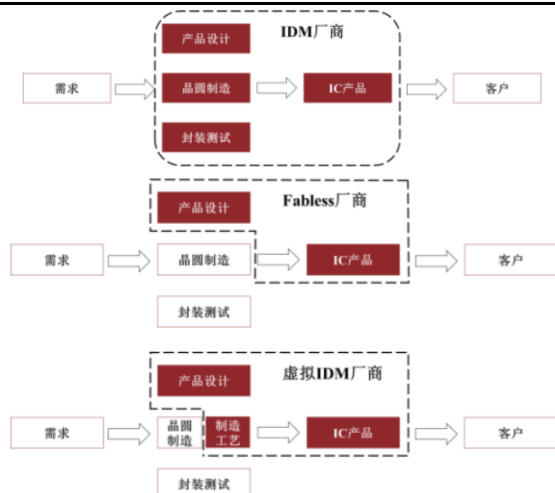 产品设计
IDM厂商
需求
晶圆制造
IC产品
客户
封装测试
产品设计
Fabless厂商
需求
晶圆制造
IC产品
客户
封装测试
产品设计
虚拟IDM厂商
需求
晶圆
制造
制造
工艺
IC产品
客户
封装测试